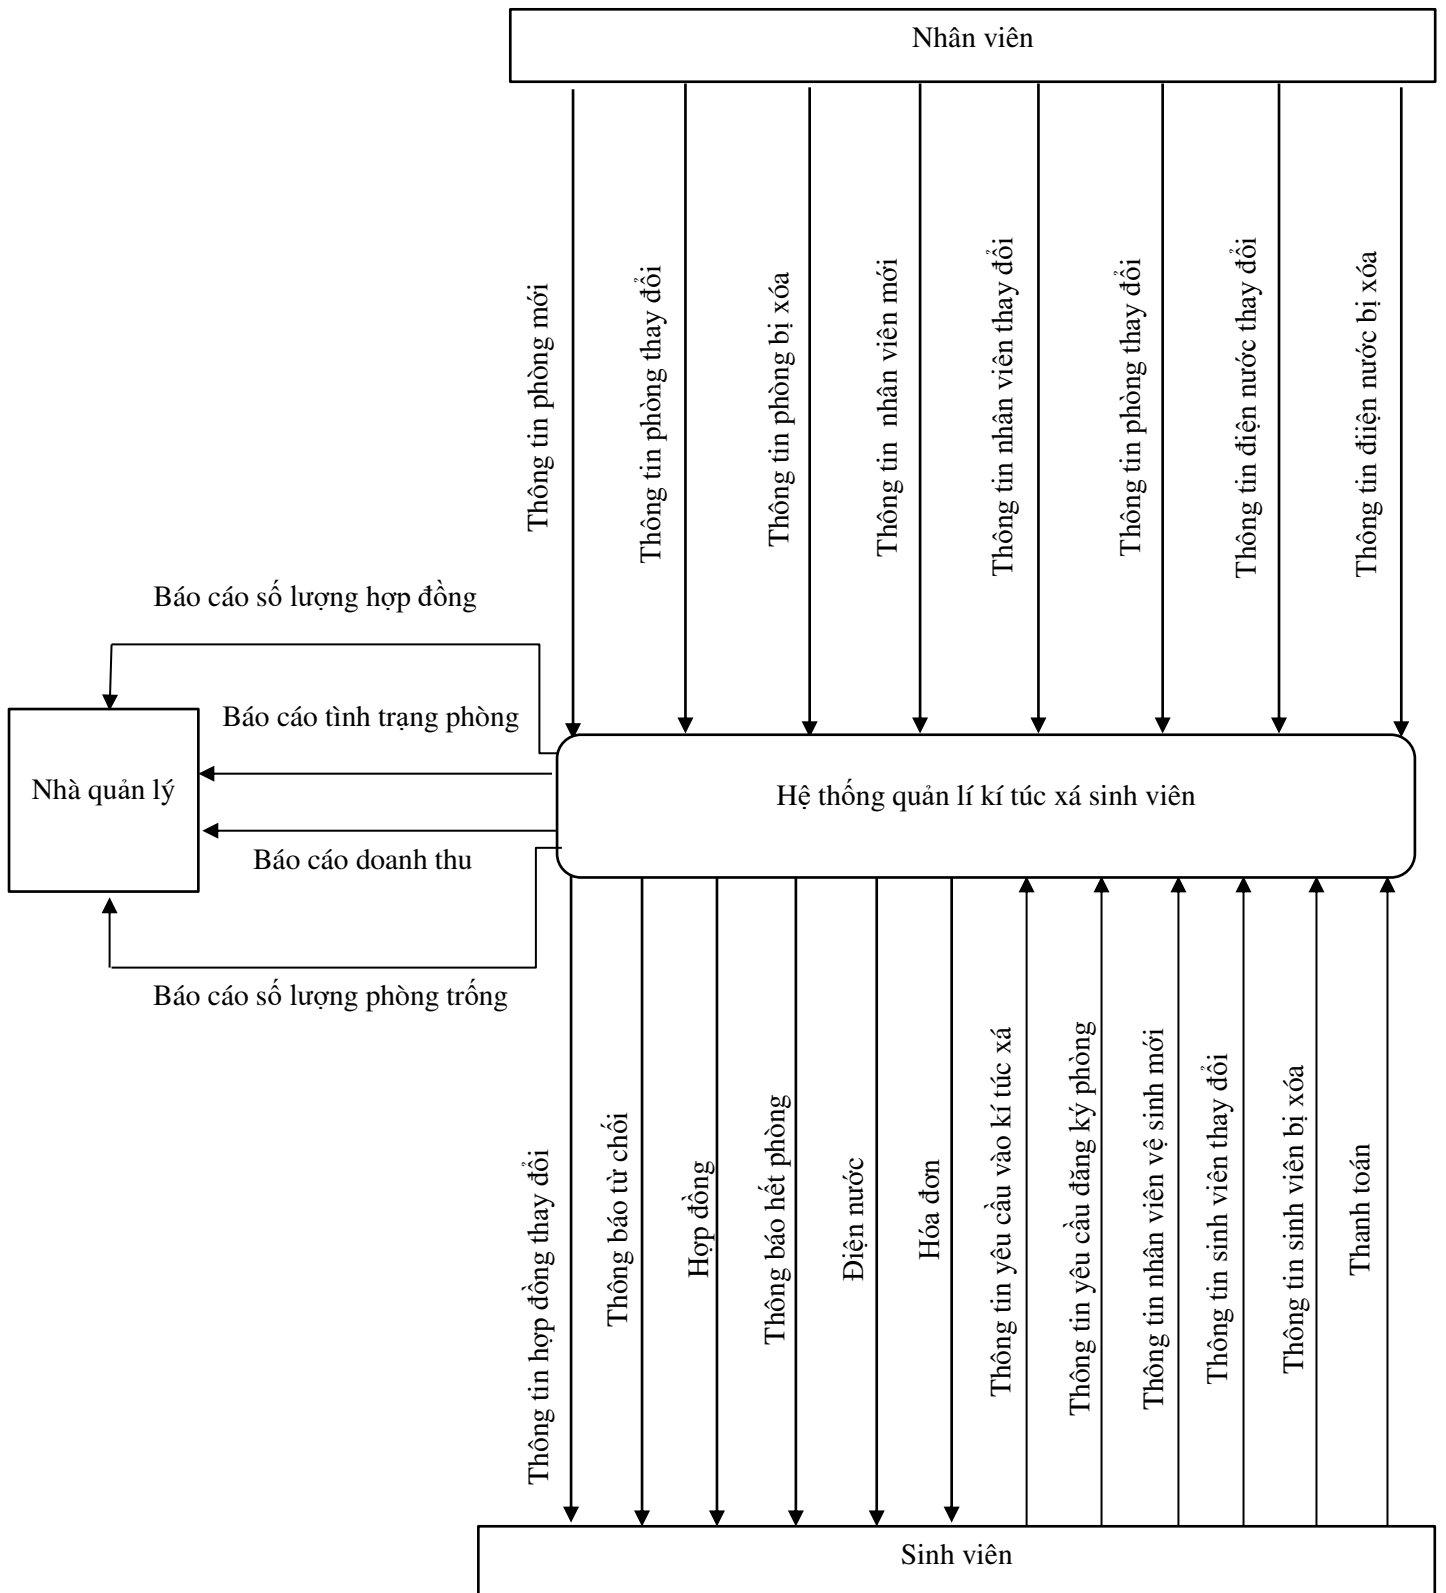 Nhân viên
Thông tin phòng mới
Thông tin phòng thay đổi
Thông tin phòng bị xóa
Thông tin nhân viên mới
Thông tin nhân viên thay đổi
Thông tin phòng thay đổi
Thông tin điện nước thay đổi
Thông tin điiện nước bị xóa
Báo cáo số lượng hợp đồng
Báo cáo tình trạng phòng
Nhà quản lý
Hệ thống quản lí kí túc xá sinh viên
Báo cáo doanh thu
Báo cáo số lượng phòng trống
Thông tin hợp đồng thay đổi
Thông báo từ chối
Hợp đồng
Thông báo hết phòng
Điện nước
Hóa đơn
Thông tin yêu cầu vào kí túc xá
Thông tin yêu cầu đăng ký phòng
Thông tin nhân viên vệ sinh mới
Thông tin sinh viên thay đổi
Thông tin sinh viên bị xóa
Thanh toán
Sinh viên